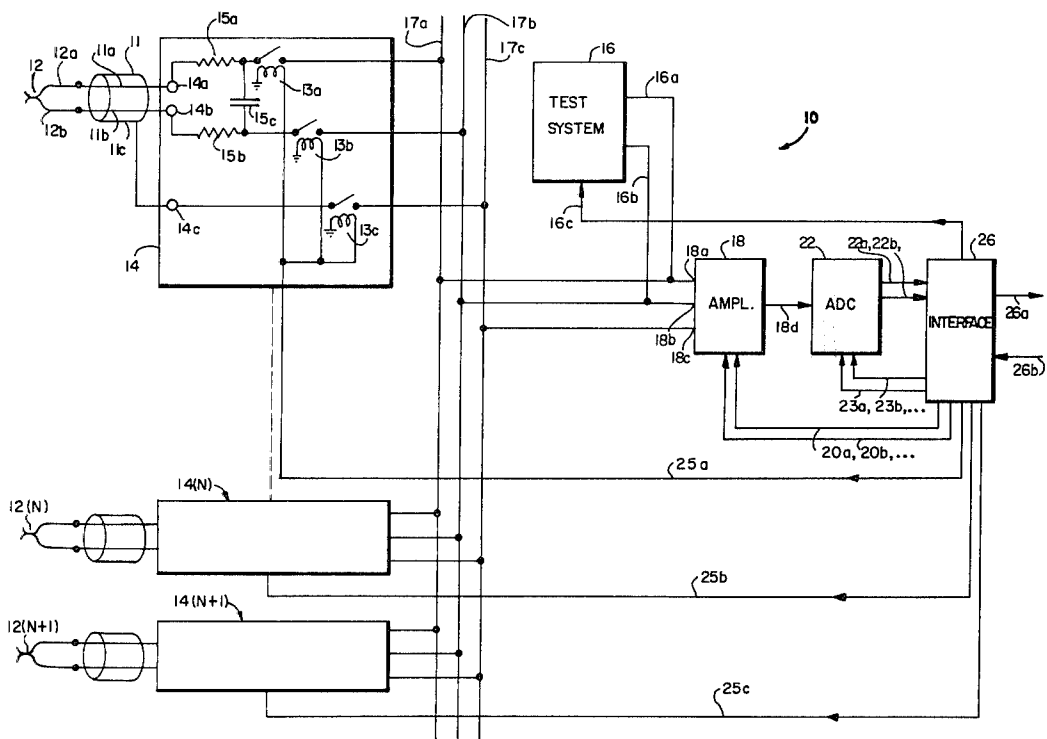 17a
17b
17c
15a
11
14
11a
12a
12
14a
13a
15c
14b
12b
11b
11c
15b
13b
14c
13c
14
16
16a
TEST
SYSTEM
16b
16c
10
18a
18
AMPL.
18b
18c
18d
22
ADC
22a, 22b,
26
INTERFACE
26a
26b
23a, 23b,...
20a, 20b,...
25a
14(N)
12(N)
25b
14(N+1)
12(N+1)
25c